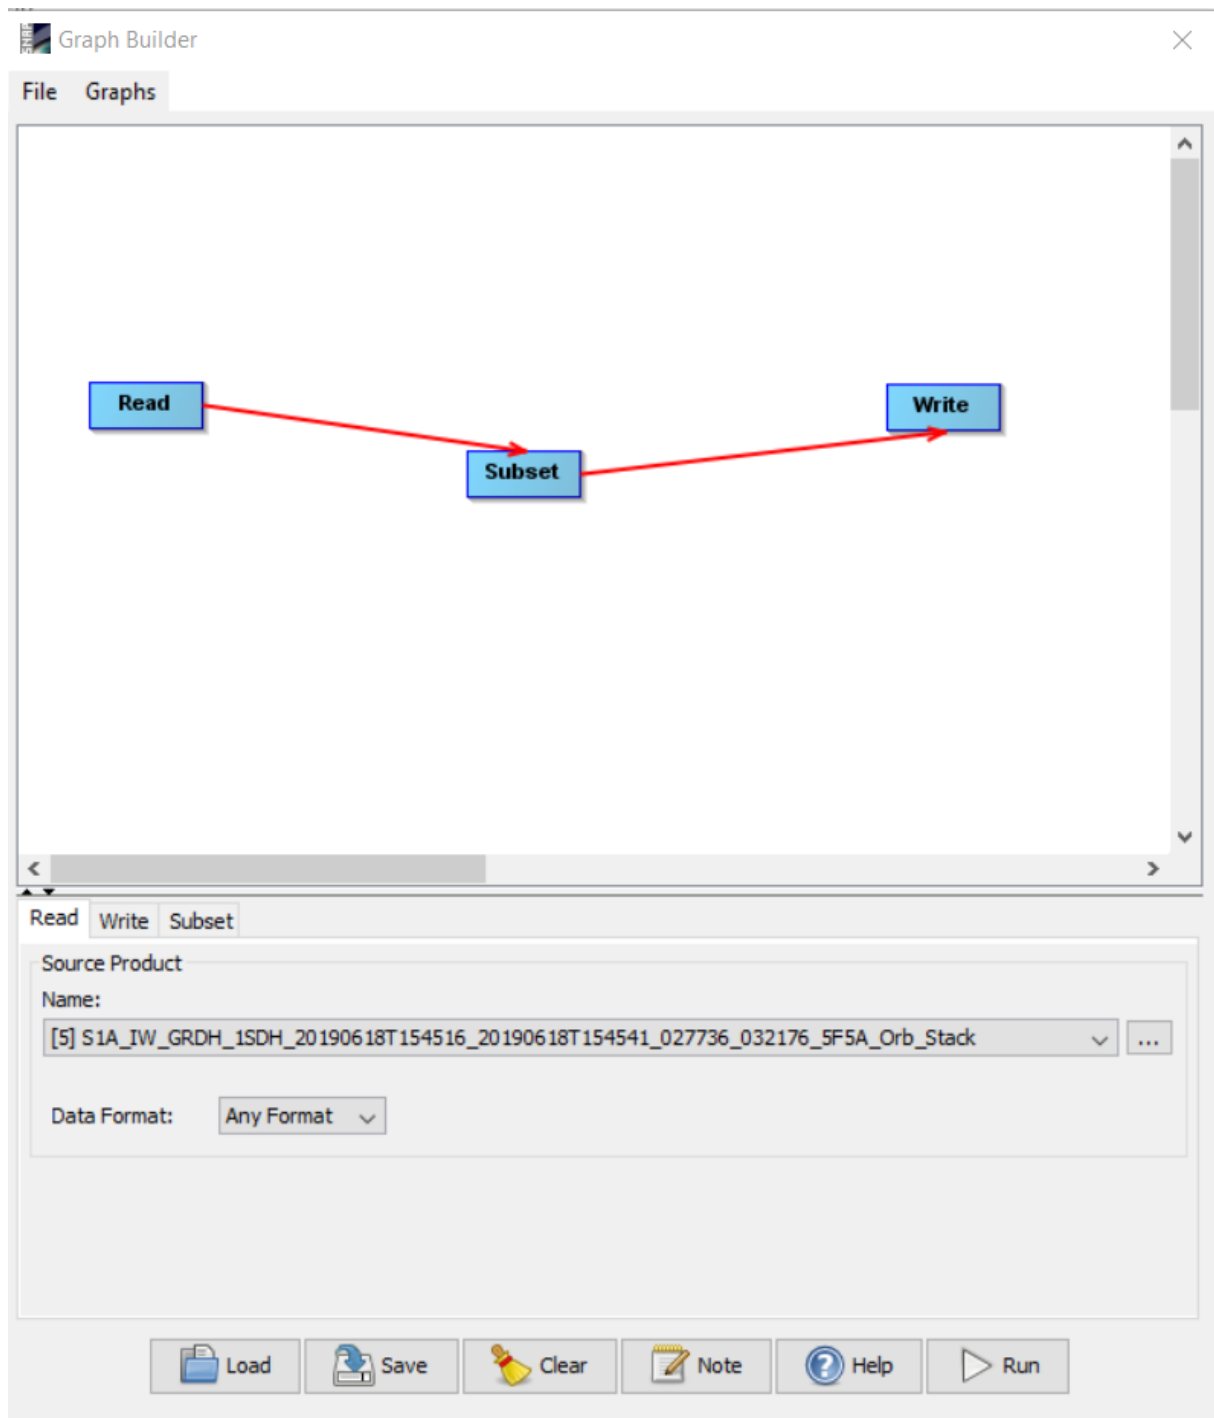 Graph Builder
File Graphs
Read
Write
Subset
Read Write Subset
Source Product
Name:
[5] S1A_IW_GRDH_1SDH_20190618T154516_20190618T154541_027736_032176_5F5A_Orb_Stack
...
Data Format: Any Format
Load Save Clear Note Help Run